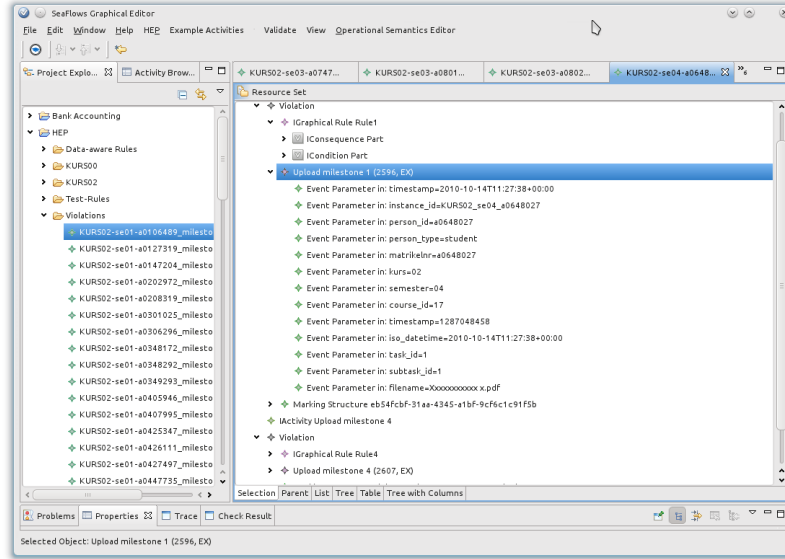 SeaFlows Graphical Editor
File Edit Window Help HEP Example Activities Validate View Operational Semantics Editor
Project Explo... Activity Brow...
Bank Accounting
HEP
Data-aware Rules
KURS00
KURS02
Test-Rules
Violations
KURS02-se01-a0106489_milesto
KURS02-se01-a0127319_milesto
KURS02-se01-a0147204_milesto
KURS02-se01-a0202972_milesto
KURS02-se01-a0208319_milesto
KURS02-se01-a0301025_milesto
KURS02-se01-a0306296_milesto
KURS02-se01-a0348172_milesto
KURS02-se01-a0348292_milesto
KURS02-se01-a0349293_milesto
KURS02-se01-a0405946_milesto
KURS02-se01-a0407995_milesto
KURS02-se01-a0425347_milesto
KURS02-se01-a0426111_milesto
KURS02-se01-a0427497_milesto
KURS02-se01-a0447735_milesto
KURS02-se03-a0747... KURS02-se03-a0801... KURS02-se03-a0802... KURS02-se04-a0648... »6
Resource Set
Violation
IGraphical Rule Rule1
IConsequence Part
ICondition Part
Upload milestone 1 (2596, EX)
Event Parameter in: timestamp=2010-10-14T11:27:38+00:00
Event Parameter in: instance_id=KURS02_se04_a0648027
Event Parameter in: person_id=a0648027
Event Parameter in: person_type=student
Event Parameter in: matrikelnr=a0648027
Event Parameter in: kurs=02
Event Parameter in: semester=04
Event Parameter in: course_id=17
Event Parameter in: timestamp=1287048458
Event Parameter in: iso_datetime=2010-10-14T11:27:38+00:00
Event Parameter in: task_id=1
Event Parameter in: subtask_id=1
Event Parameter in: filename=Xxxxxxxxxxx x.pdf
Marking Structure eb54fcbf-31aa-4345-a1bf-9cf6c1c91f5b
IActivity Upload milestone 4
Violation
IGraphical Rule Rule4
Upload milestone 4 (2607, EX)
Selection Parent List Tree Table Tree with Columns
Problems Properties Trace Check Result
Selected Object: Upload milestone 1 (2596, EX)